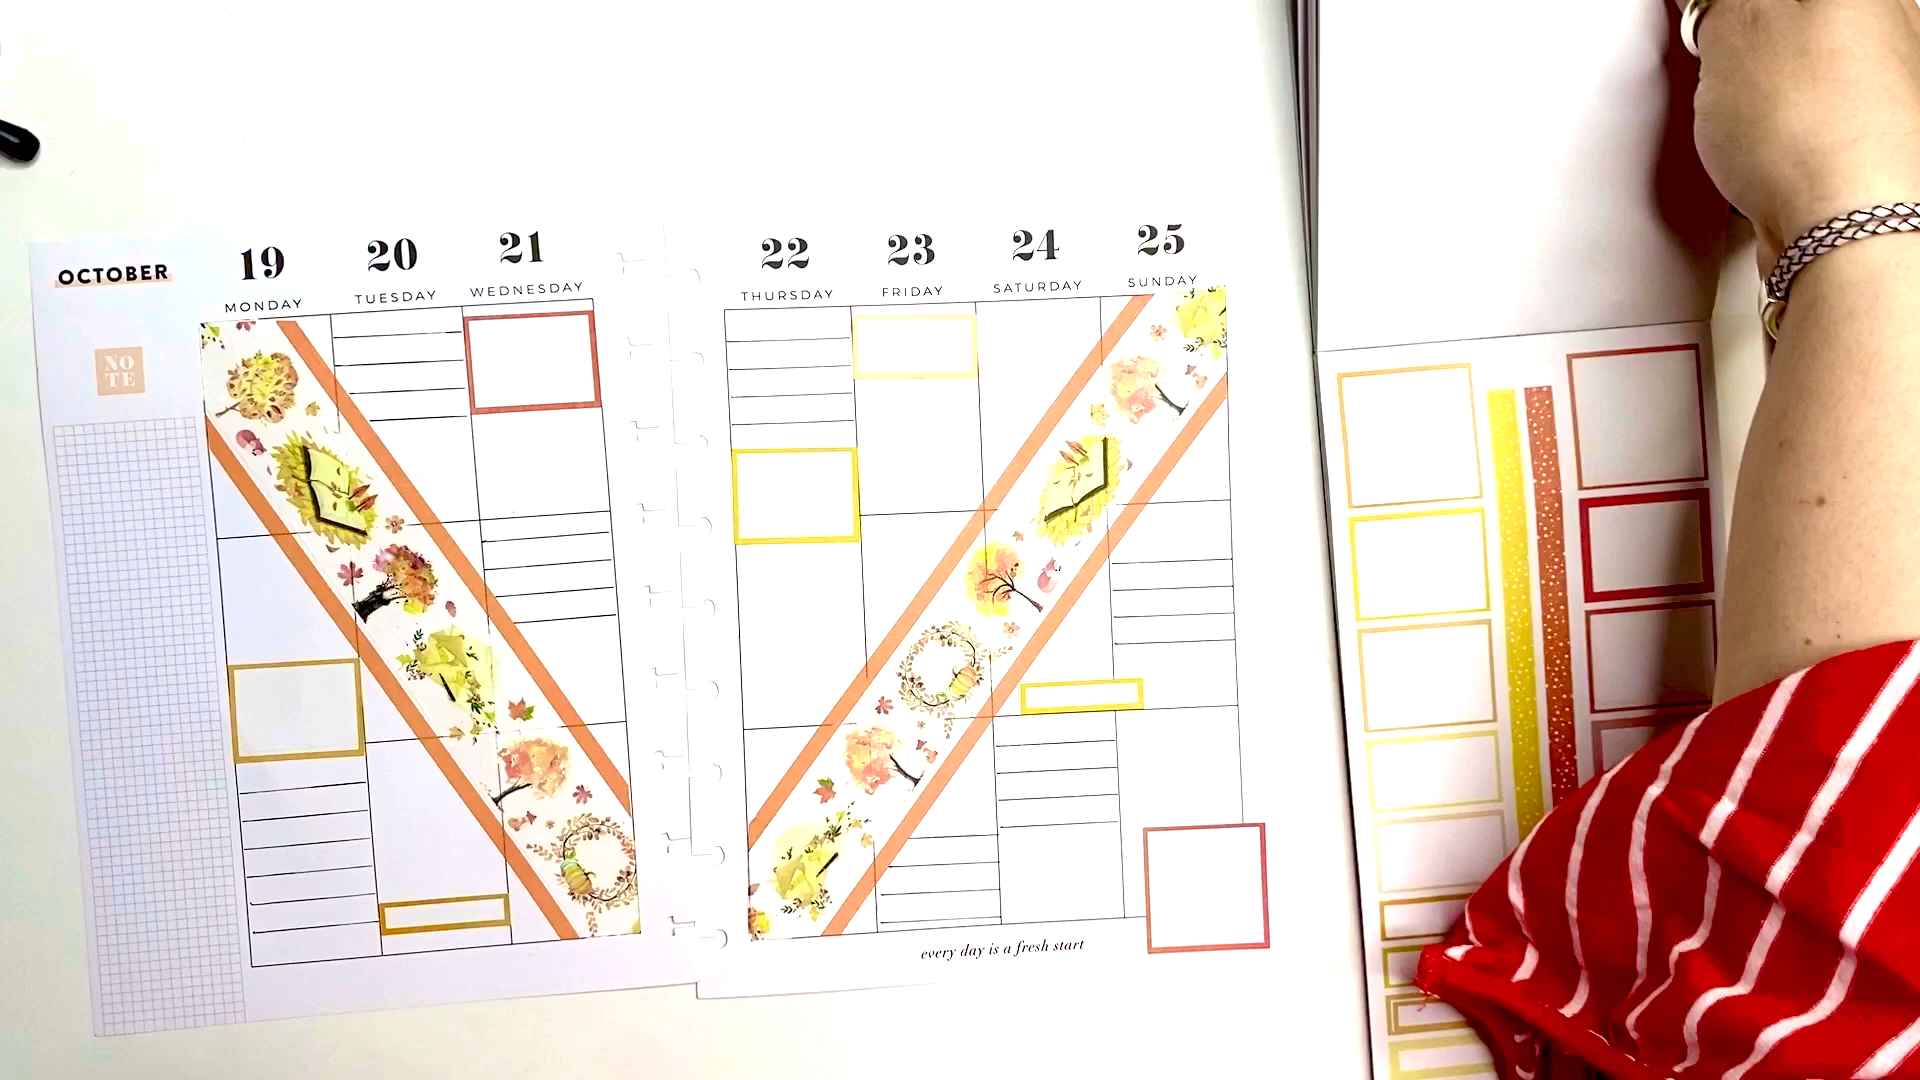 OCTOBER
NO
TE
19 20 21
MONDAY TUESDAY WEDNESDAY
22 23 24 25
THURSDAY FRIDAY SATURDAY SUNDAY
every day is a fresh start